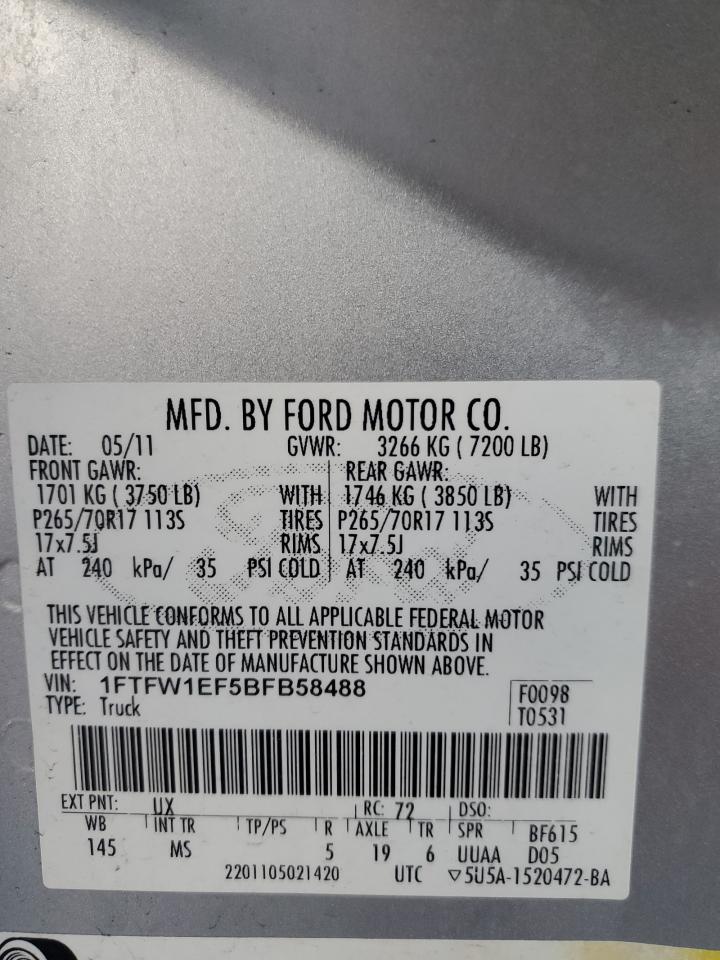 MFD. BY FORD MOTOR CO.
DATE: 05/11 GVWR: 3266 KG ( 7200 LB)
FRONT GAWR: REAR GAWR:
1701 KG ( 3750 LB) WITH 1746 KG ( 3850 LB) WITH
P265/70R17 113S TIRES P265/70R17 113S TIRES
17x7.5J RIMS 17x7.5J RIMS
AT 240 kPa/ 35 PSI COLD AT 240 kPa/ 35 PSI COLD
THIS VEHICLE CONFORMS TO ALL APPLICABLE FEDERAL MOTOR
VEHICLE SAFETY AND THEFT PREVENTION STANDARDS IN
EFFECT ON THE DATE OF MANUFACTURE SHOWN ABOVE.
VIN: 1FTFW1EF5BFB58488 F0098
TYPE: Truck T0531
EXT PNT: UX RC: 72 DSO:
WB INT TR TP/PS R AXLE TR SPR BF615
145 MS 5 19 6 UUAA D05
2201105021420 UTC ▽5U5A-1520472-BA